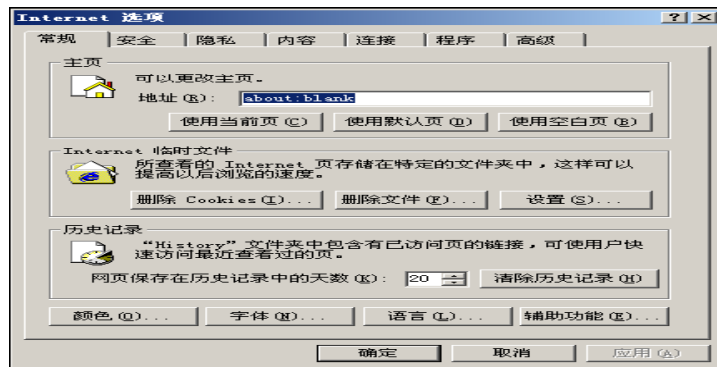 Internet 选项
常规 安全 隐私 内容 连接 程序 高级
主页
可以更改主页。
地址(R): about:blank
使用当前页(C) 使用默认页(D) 使用空白页(B)
Internet 临时文件
所查看的 Internet 页存储在特定的文件夹中，这样可以
提高以后浏览的速度。
删除 Cookies(I)... 删除文件(F)... 设置(S)...
历史记录
“History”文件夹中包含有已访问页的链接，可使用户快
速访问最近查看过的页。
网页保存在历史记录中的天数(K): 20 清除历史记录(H)
颜色(O)... 字体(N)... 语言(L)... 辅助功能(E)...
确定 取消 应用(A)